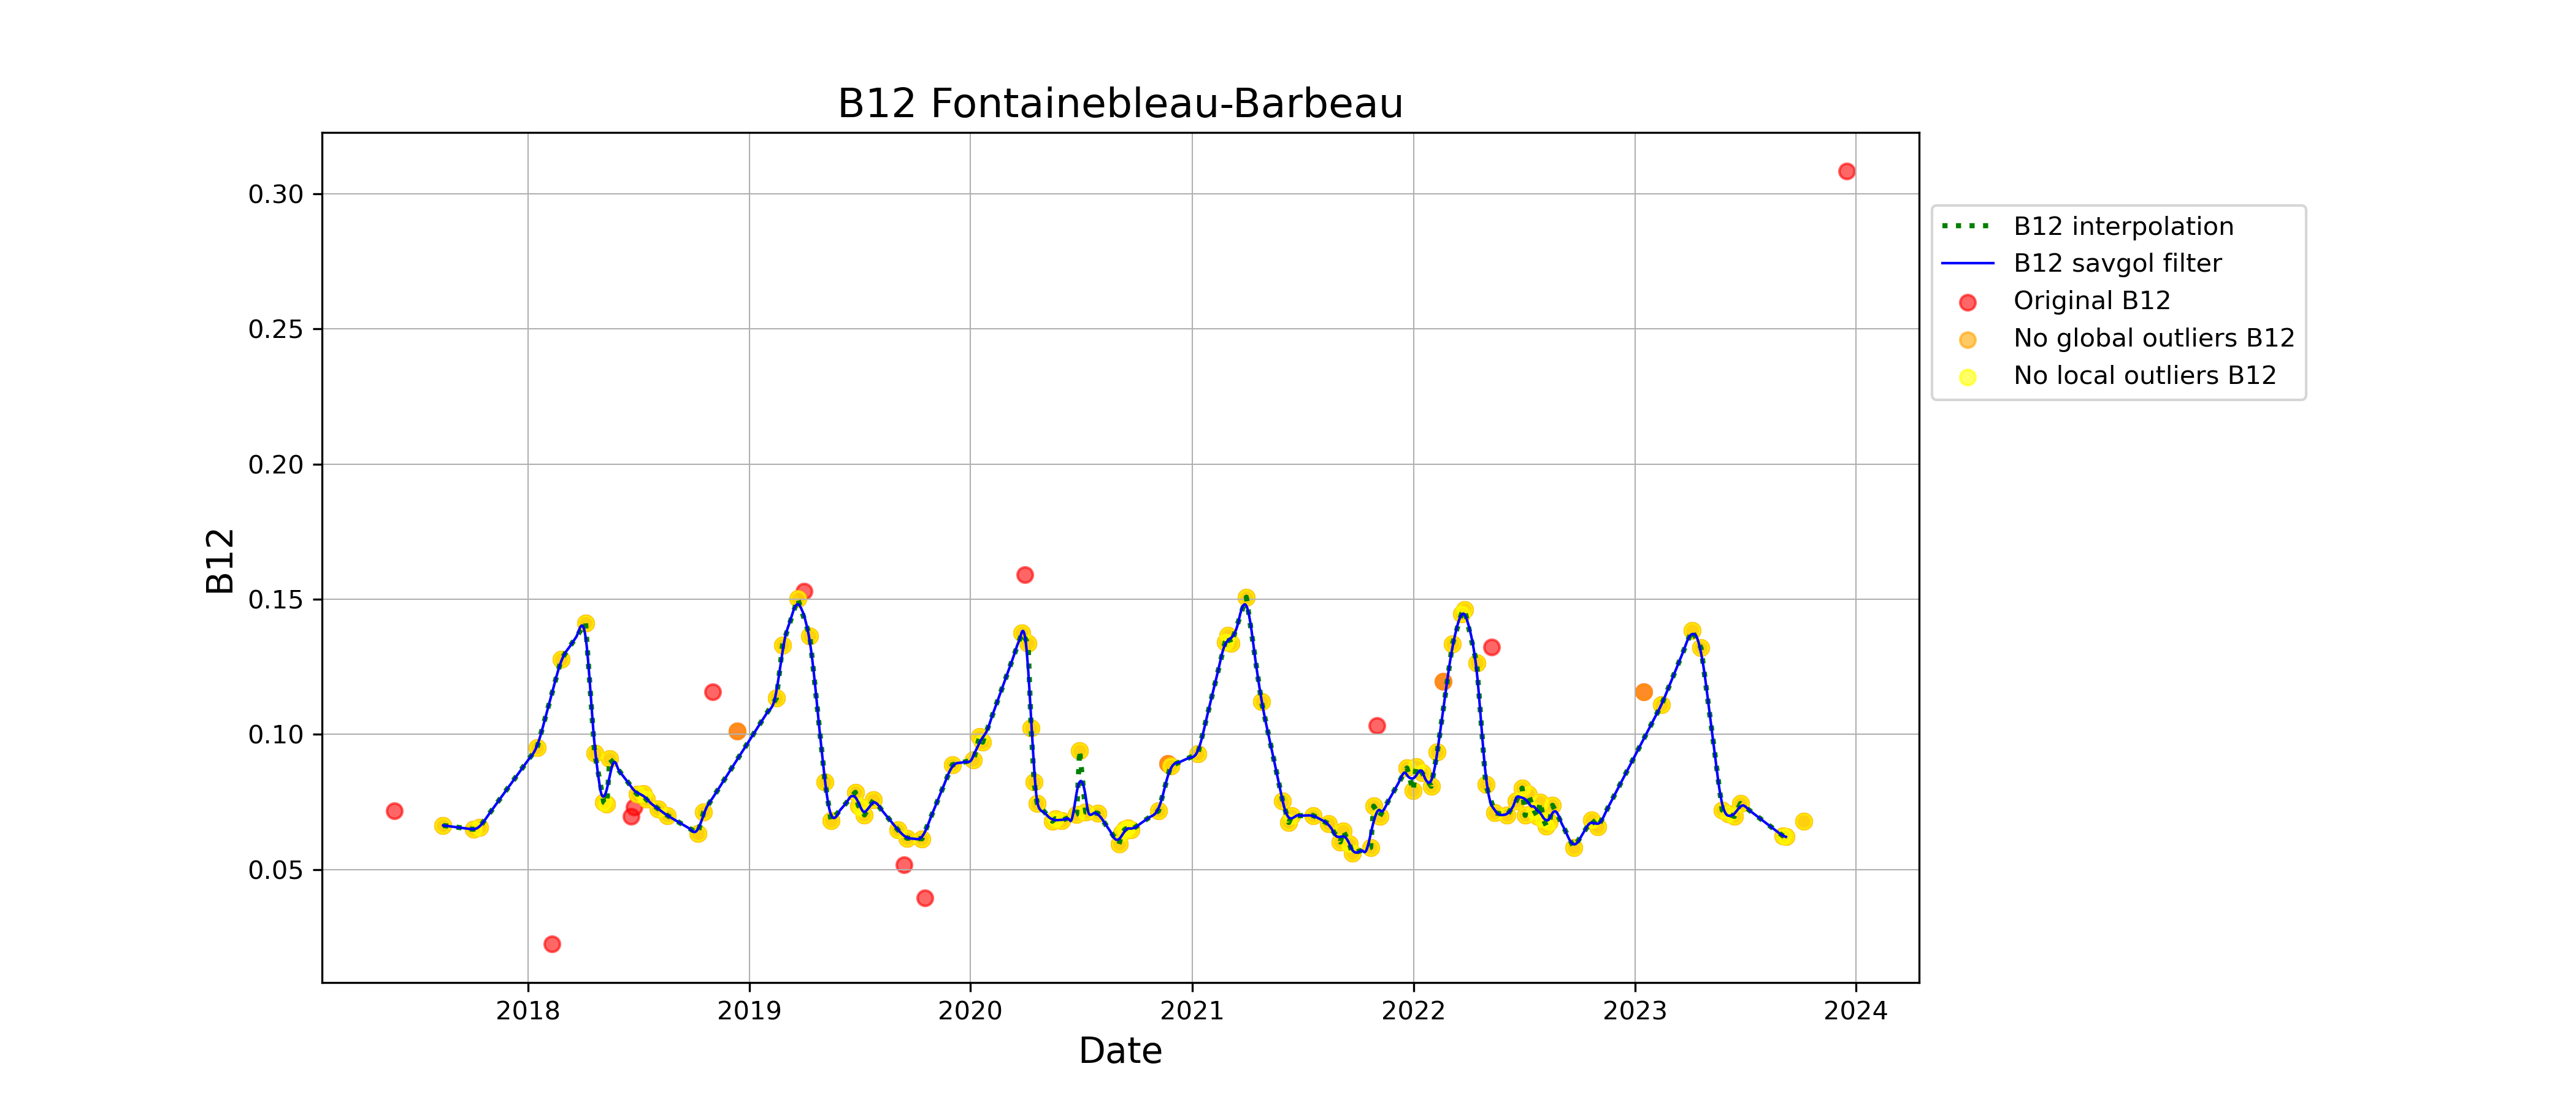 B12 Fontainebleau-Barbeau
0.30
0.25
0.20
0.15
0.10
0.05
B12
2018 2019 2020 2021 2022 2023 2024
Date
B12 interpolation
B12 savgol filter
Original B12
No global outliers B12
No local outliers B12